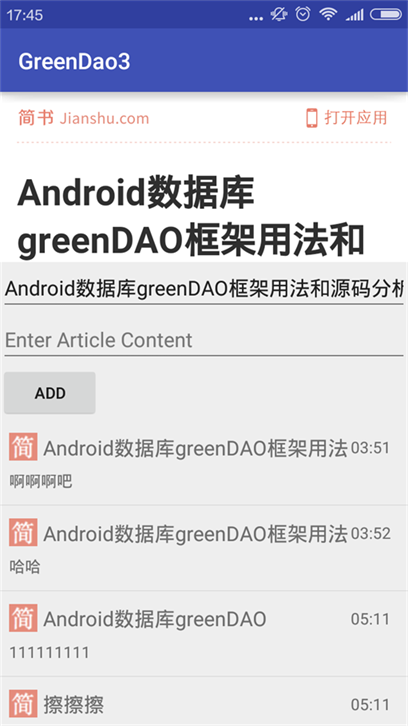 17:45
GreenDao3
简书 Jianshu.com 打开应用
Android数据库
greenDAO框架用法和
Android数据库greenDAO框架用法和源码分析
Enter Article Content
ADD
简 Android数据库greenDAO框架用法 03:51
啊啊啊吧
简 Android数据库greenDAO框架用法 03:52
哈哈
简 Android数据库greenDAO 05:11
111111111
简 擦擦擦 05:11